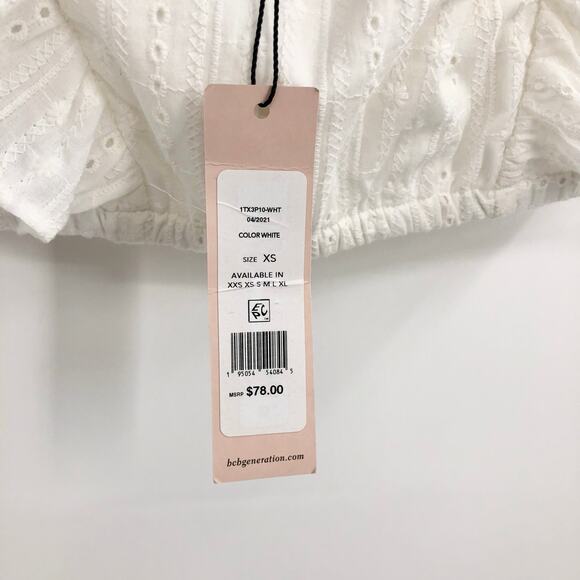 1TX3P10-WHT
04/2021
COLOR WHITE
SIZE XS
AVAILABLE IN
XXS XS S M L XL
1 95054 54084 5
MSRP $78.00
bcbgeneration.com